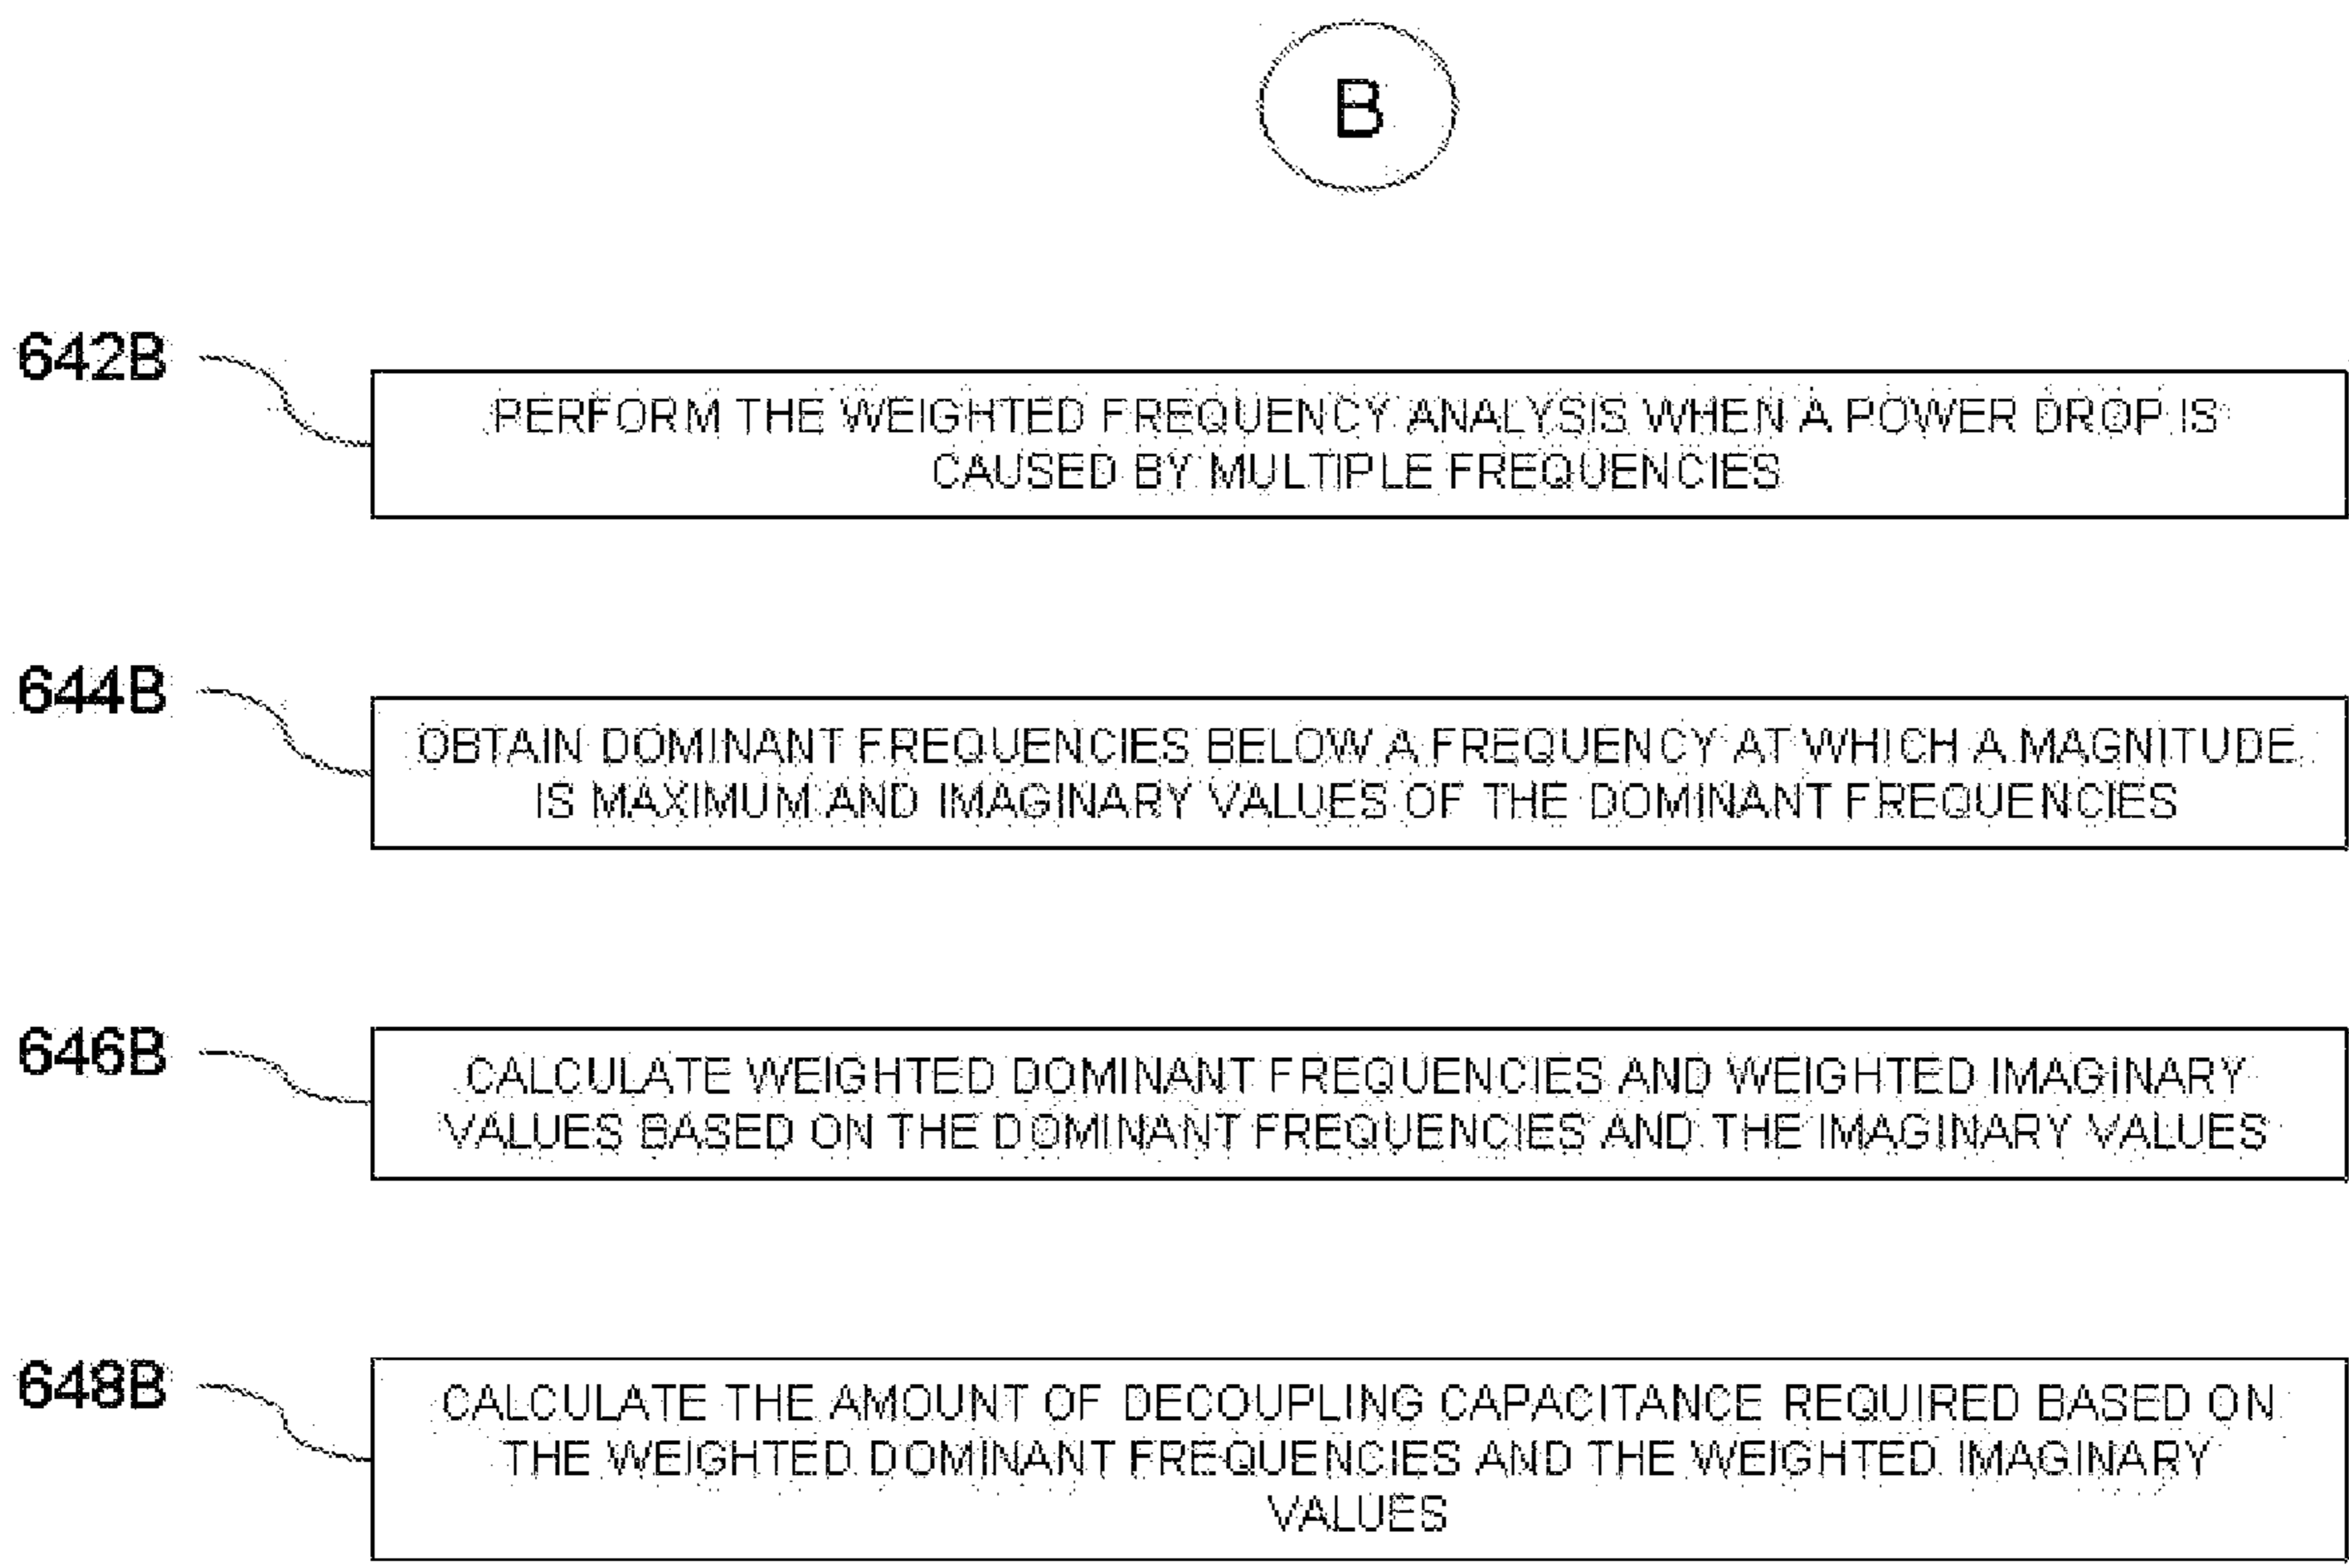 B
642B
PERFORM THE WEIGHTED FREQUENCY ANALYSIS WHEN A POWER DROP IS
CAUSED BY MULTIPLE FREQUENCIES
644B
OBTAIN DOMINANT FREQUENCIES BELOW A FREQUENCY AT WHICH A MAGNITUDE
IS MAXIMUM AND IMAGINARY VALUES OF THE DOMINANT FREQUENCIES
646B
CALCULATE WEIGHTED DOMINANT FREQUENCIES AND WEIGHTED IMAGINARY
VALUES BASED ON THE DOMINANT FREQUENCIES AND THE IMAGINARY VALUES
648B
CALCULATE THE AMOUNT OF DECOUPLING CAPACITANCE REQUIRED BASED ON
THE WEIGHTED DOMINANT FREQUENCIES AND THE WEIGHTED IMAGINARY
VALUES